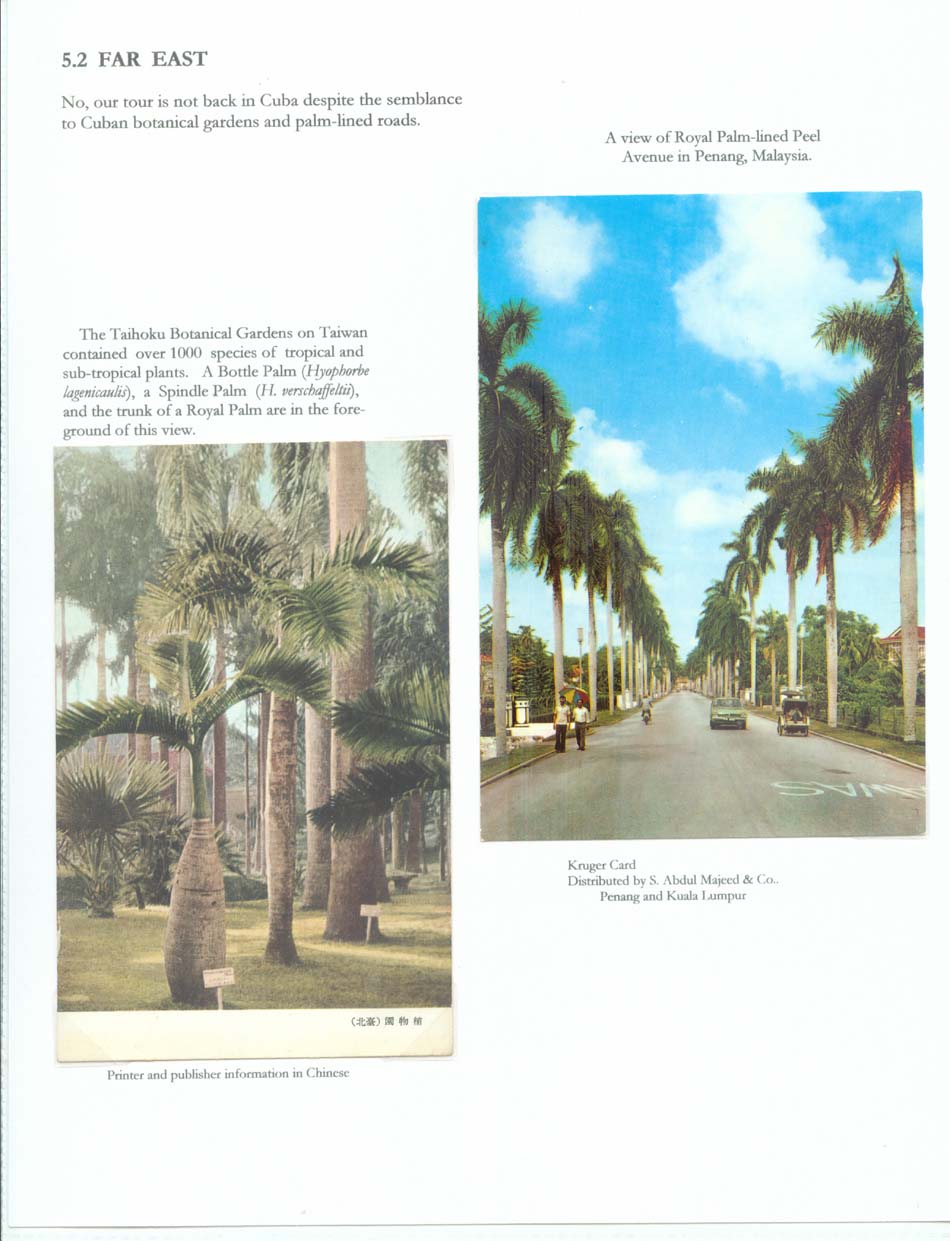 5.2 FAR EAST
No, our tour is not back in Cuba despite the semblance
to Cuban botanical gardens and palm-lined roads.
A view of Royal Palm-lined Peel
Avenue in Penang, Malaysia.
The Taihoku Botanical Gardens on Taiwan
contained over 1000 species of tropical and
sub-tropical plants. A Bottle Palm (Hyophorbe
lagenicaulis), a Spindle Palm (H. verschaffeltii),
and the trunk of a Royal Palm are in the fore-
ground of this view.
AWAS
Kruger Card
Distributed by S. Abdul Majeed & Co..
Penang and Kuala Lumpur
(北臺)園物植
Printer and publisher information in Chinese